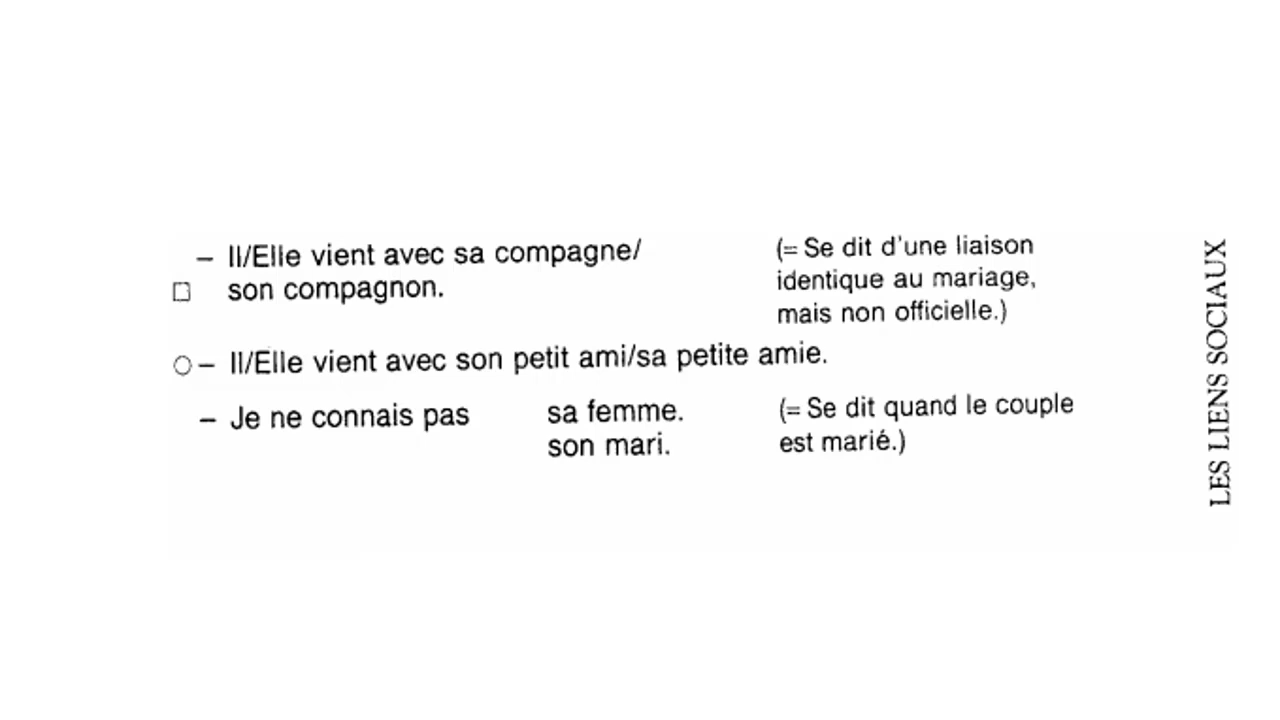 – Il/Elle vient avec sa compagne/
□ son compagnon.
(= Se dit d'une liaison
identique au mariage,
mais non officielle.)
○ – Il/Elle vient avec son petit ami/sa petite amie.
– Je ne connais pas sa femme.
son mari.
(= Se dit quand le couple
est marié.)
LES LIENS SOCIAUX